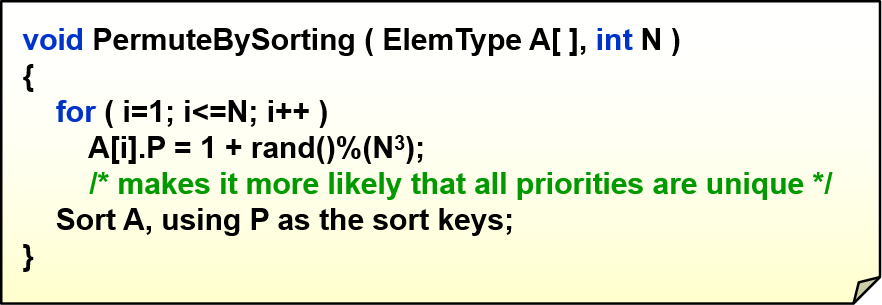 void PermuteBySorting ( ElemType A[ ], int N )
{
for ( i=1; i<=N; i++ )
A[i].P = 1 + rand()%(N³);
/* makes it more likely that all priorities are unique */
Sort A, using P as the sort keys;
}